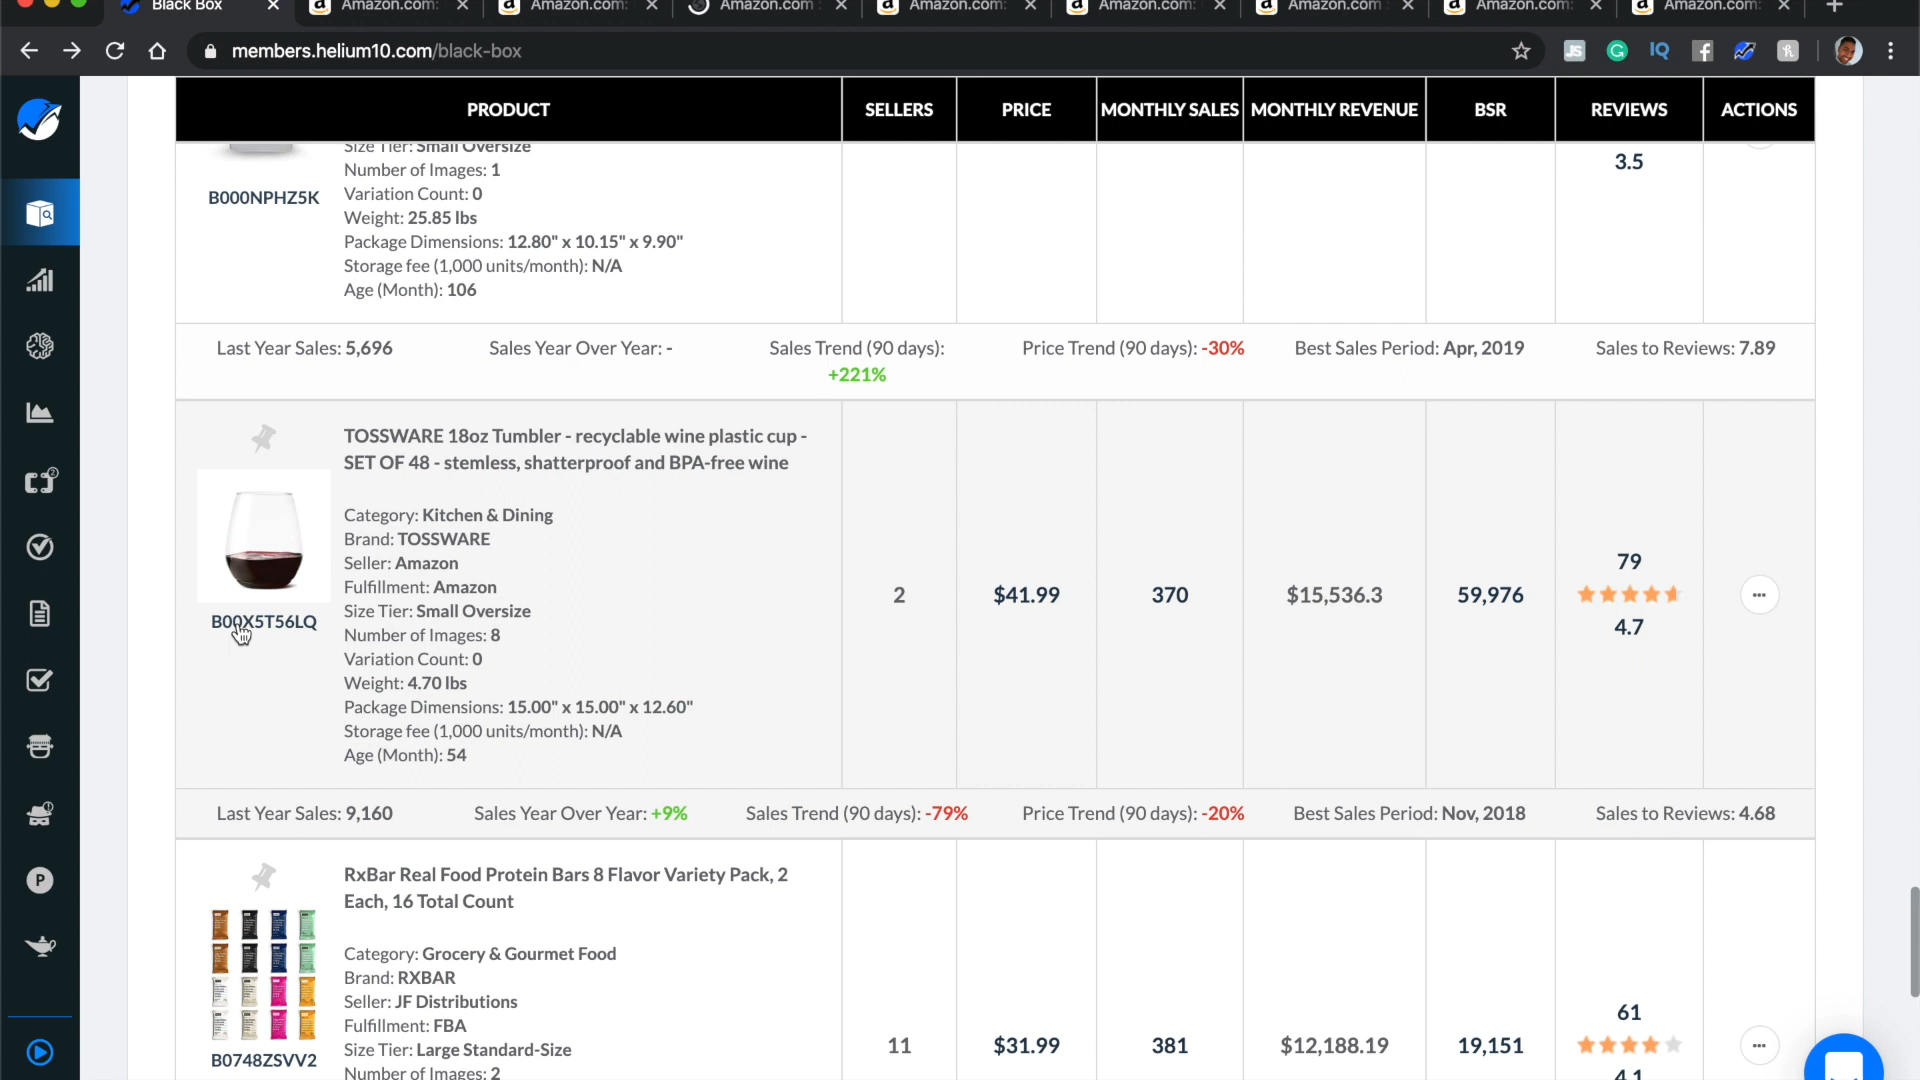 Black Box
Amazon.com:
Amazon.com:
Amazon.com :
Amazon.com:
Amazon.com:
Amazon.com :
Amazon.com:
Amazon.com:
members.helium10.com/black-box
JS
G
IQ
f
h
PRODUCT
SELLERS
PRICE
MONTHLY SALES
MONTHLY REVENUE
BSR
REVIEWS
ACTIONS
Size Tier: Small Oversize
Number of Images: 1
Variation Count: 0
Weight: 25.85 lbs
Package Dimensions: 12.80" x 10.15" x 9.90"
Storage fee (1,000 units/month): N/A
Age (Month): 106
B000NPHZ5K
3.5
Last Year Sales: 5,696
Sales Year Over Year: -
Sales Trend (90 days):
+221%
Price Trend (90 days): -30%
Best Sales Period: Apr, 2019
Sales to Reviews: 7.89
TOSSWARE 18oz Tumbler - recyclable wine plastic cup -
SET OF 48 - stemless, shatterproof and BPA-free wine
Category: Kitchen & Dining
Brand: TOSSWARE
Seller: Amazon
Fulfillment: Amazon
Size Tier: Small Oversize
Number of Images: 8
Variation Count: 0
Weight: 4.70 lbs
Package Dimensions: 15.00" x 15.00" x 12.60"
Storage fee (1,000 units/month): N/A
Age (Month): 54
B00X5T56LQ
2
$41.99
370
$15,536.3
59,976
79
4.7
Last Year Sales: 9,160
Sales Year Over Year: +9%
Sales Trend (90 days): -79%
Price Trend (90 days): -20%
Best Sales Period: Nov, 2018
Sales to Reviews: 4.68
RxBar Real Food Protein Bars 8 Flavor Variety Pack, 2
Each, 16 Total Count
Category: Grocery & Gourmet Food
Brand: RXBAR
Seller: JF Distributions
Fulfillment: FBA
Size Tier: Large Standard-Size
Number of Images: 2
B0748ZSVV2
11
$31.99
381
$12,188.19
19,151
61
4.1
2
P